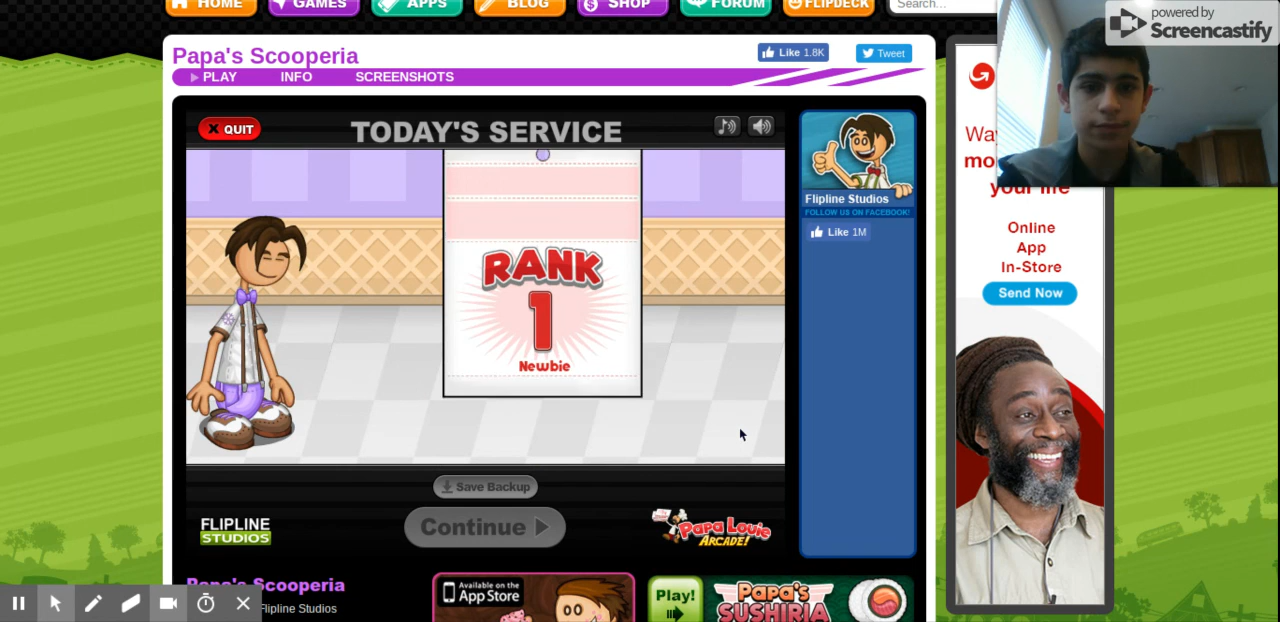 HOME GAMES APPS BLOG SHOP FORUM FLIPDECK Search...
powered by
Screencastify
Papa's Scooperia
Like 1.8K Tweet
PLAY INFO SCREENSHOTS
X QUIT
TODAY'S SERVICE
RANK
1
Newbie
Save Backup
Continue
FLIPLINE
STUDIOS
Papa Louie
ARCADE!
Flipline Studios
FOLLOW US ON FACEBOOK!
Like 1M
your life
Online
App
In-Store
Send Now
Papa's Scooperia
Flipline Studios
Available on the
App Store
Play!
Papa's
SUSHIRIA